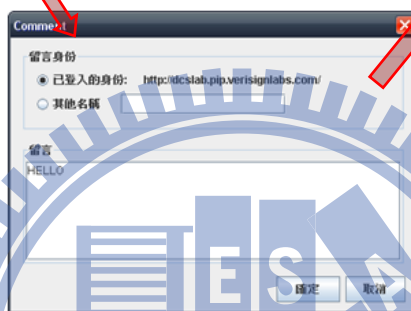 Comment
留言身份
已登入的身份: http://dcslab.pip.verisignlabs.com/
其他名稱
留言
HELLO
確定 取消
ES